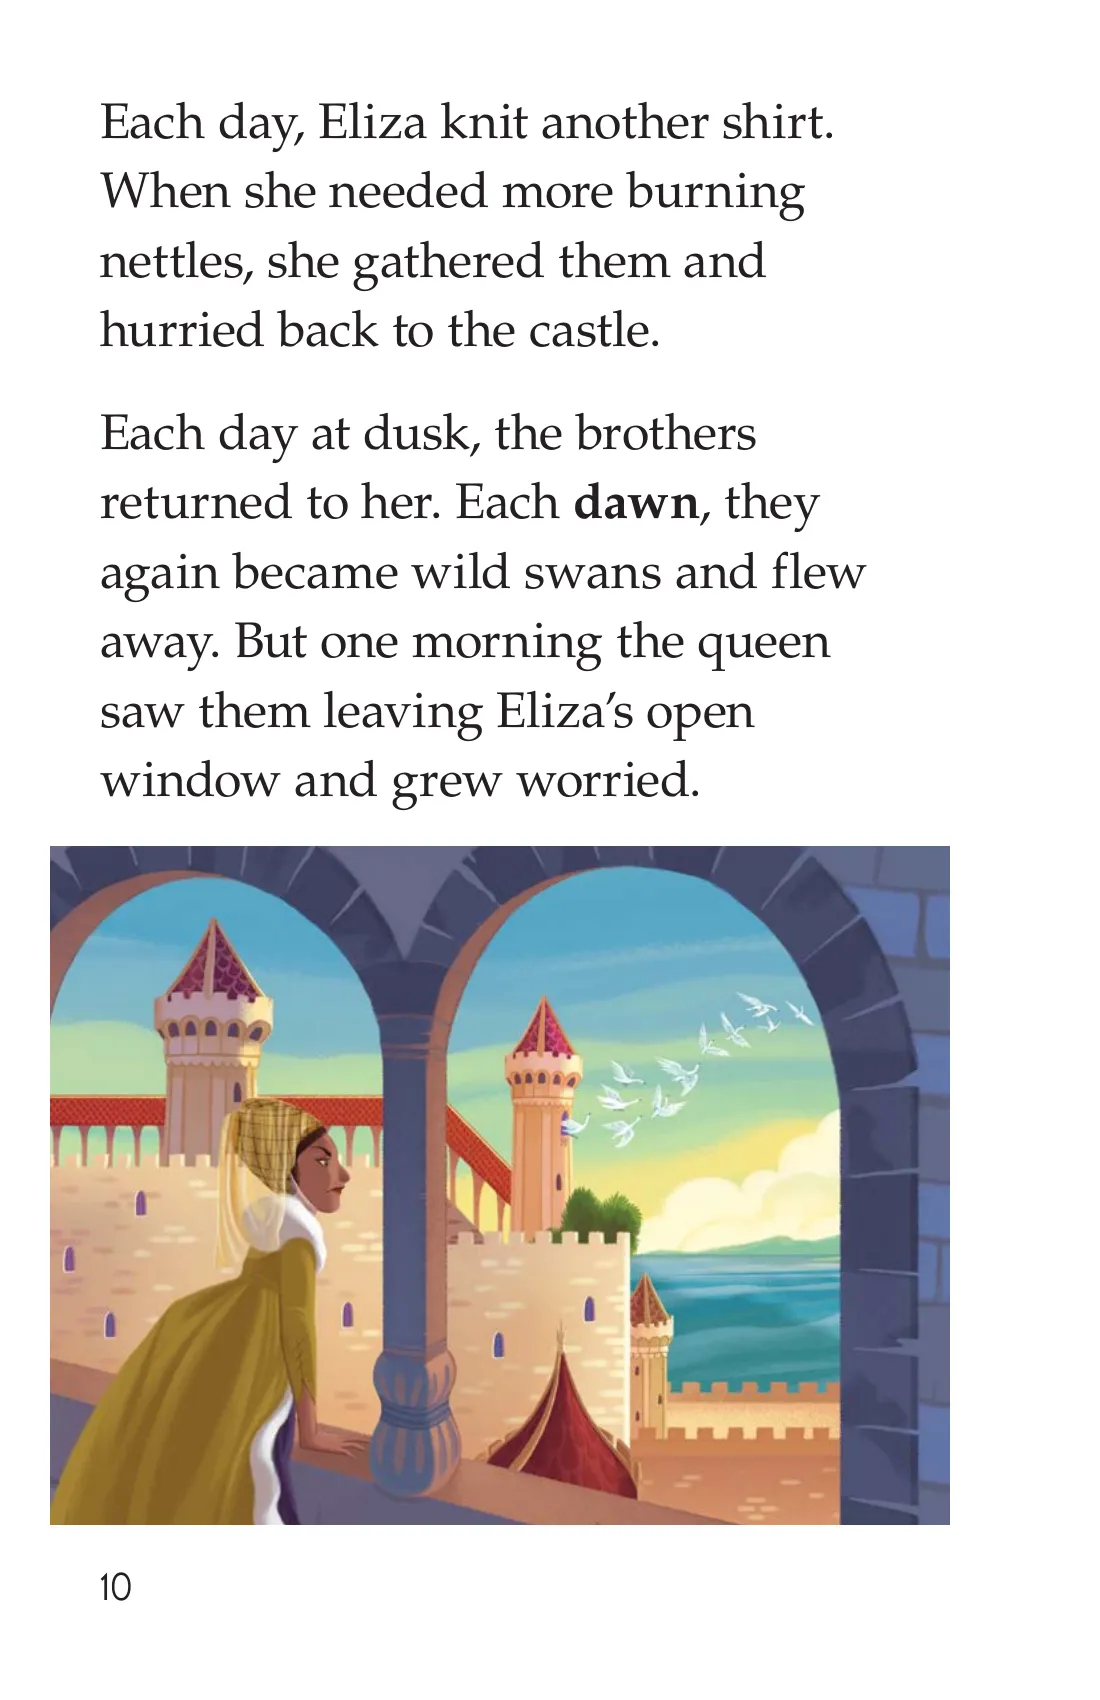 Each day, Eliza knit another shirt.
When she needed more burning
nettles, she gathered them and
hurried back to the castle.
Each day at dusk, the brothers
returned to her. Each dawn, they
again became wild swans and flew
away. But one morning the queen
saw them leaving Eliza’s open
window and grew worried.
10